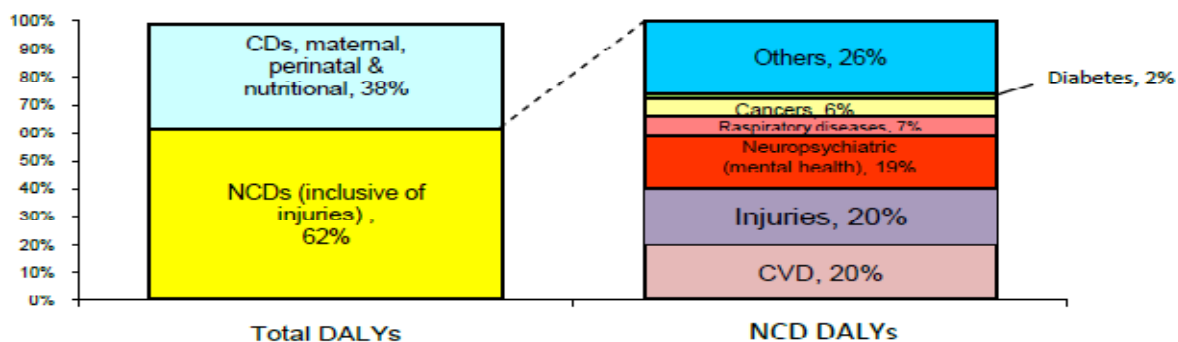 100%
90%
80%
70%
60%
50%
40%
30%
20%
10%
0%
CDs, maternal,
perinatal &
nutritional, 38%
NCDs (inclusive of
injuries) ,
62%
Total DALYs
Others, 26%
Diabetes, 2%
Cancers, 6%
Raspiratory diseases, 7%
Neuropsychiatric
(mental health), 19%
Injuries, 20%
CVD, 20%
NCD DALYs